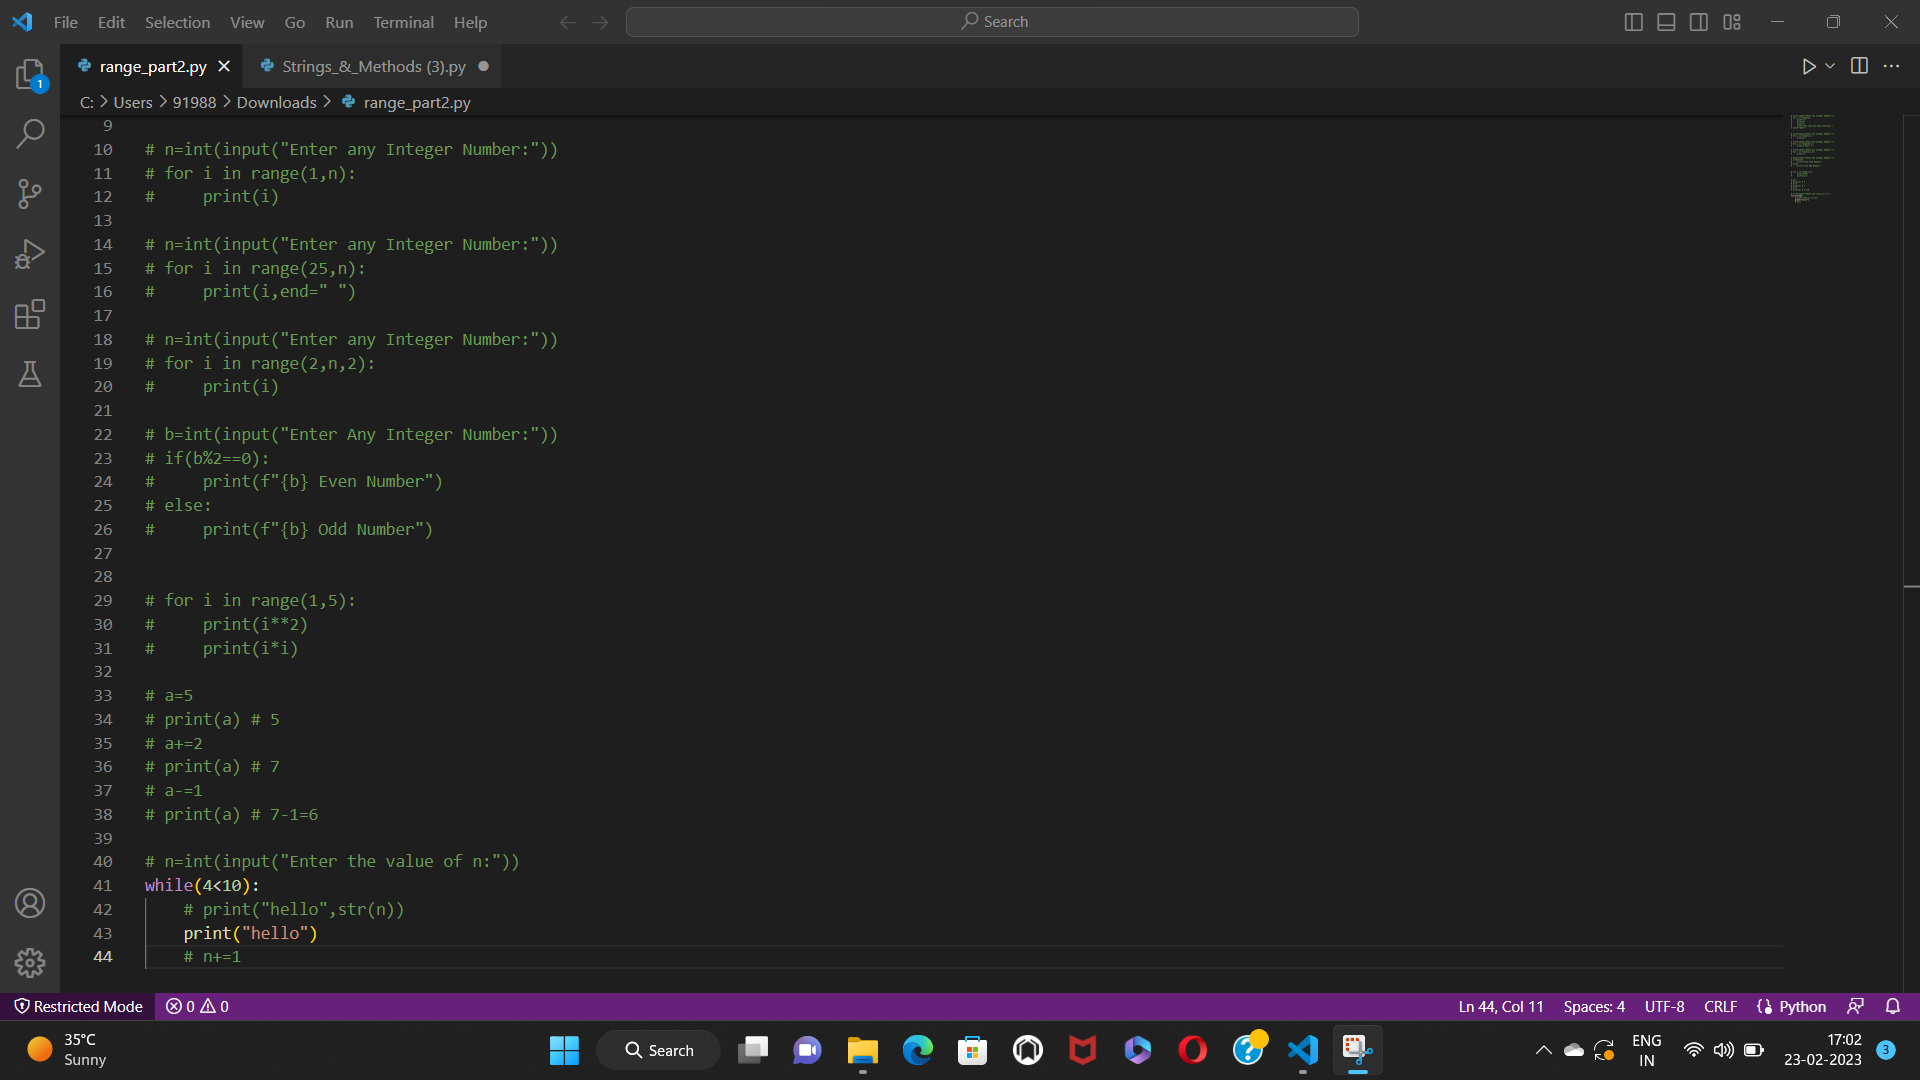 File Edit Selection View Go Run Terminal Help Search
range_part2.py Strings_&_Methods (3).py
1
C: > Users > 91988 > Downloads > range_part2.py
9
10 # n=int(input("Enter any Integer Number:"))
11 # for i in range(1,n):
12 #     print(i)
13
14 # n=int(input("Enter any Integer Number:"))
15 # for i in range(25,n):
16 #     print(i,end=" ")
17
18 # n=int(input("Enter any Integer Number:"))
19 # for i in range(2,n,2):
20 #     print(i)
21
22 # b=int(input("Enter Any Integer Number:"))
23 # if(b%2==0):
24 #     print(f"{b} Even Number")
25 # else:
26 #     print(f"{b} Odd Number")
27
28
29 # for i in range(1,5):
30 #     print(i**2)
31 #     print(i*i)
32
33 # a=5
34 # print(a) # 5
35 # a+=2
36 # print(a) # 7
37 # a-=1
38 # print(a) # 7-1=6
39
40 # n=int(input("Enter the value of n:"))
41 while(4<10):
42     # print("hello",str(n))
43     print("hello")
44     # n+=1
Restricted Mode 0 0 Ln 44, Col 11 Spaces: 4 UTF-8 CRLF Python
35°C
Sunny
Search
ENG
IN
17:02
23-02-2023
3